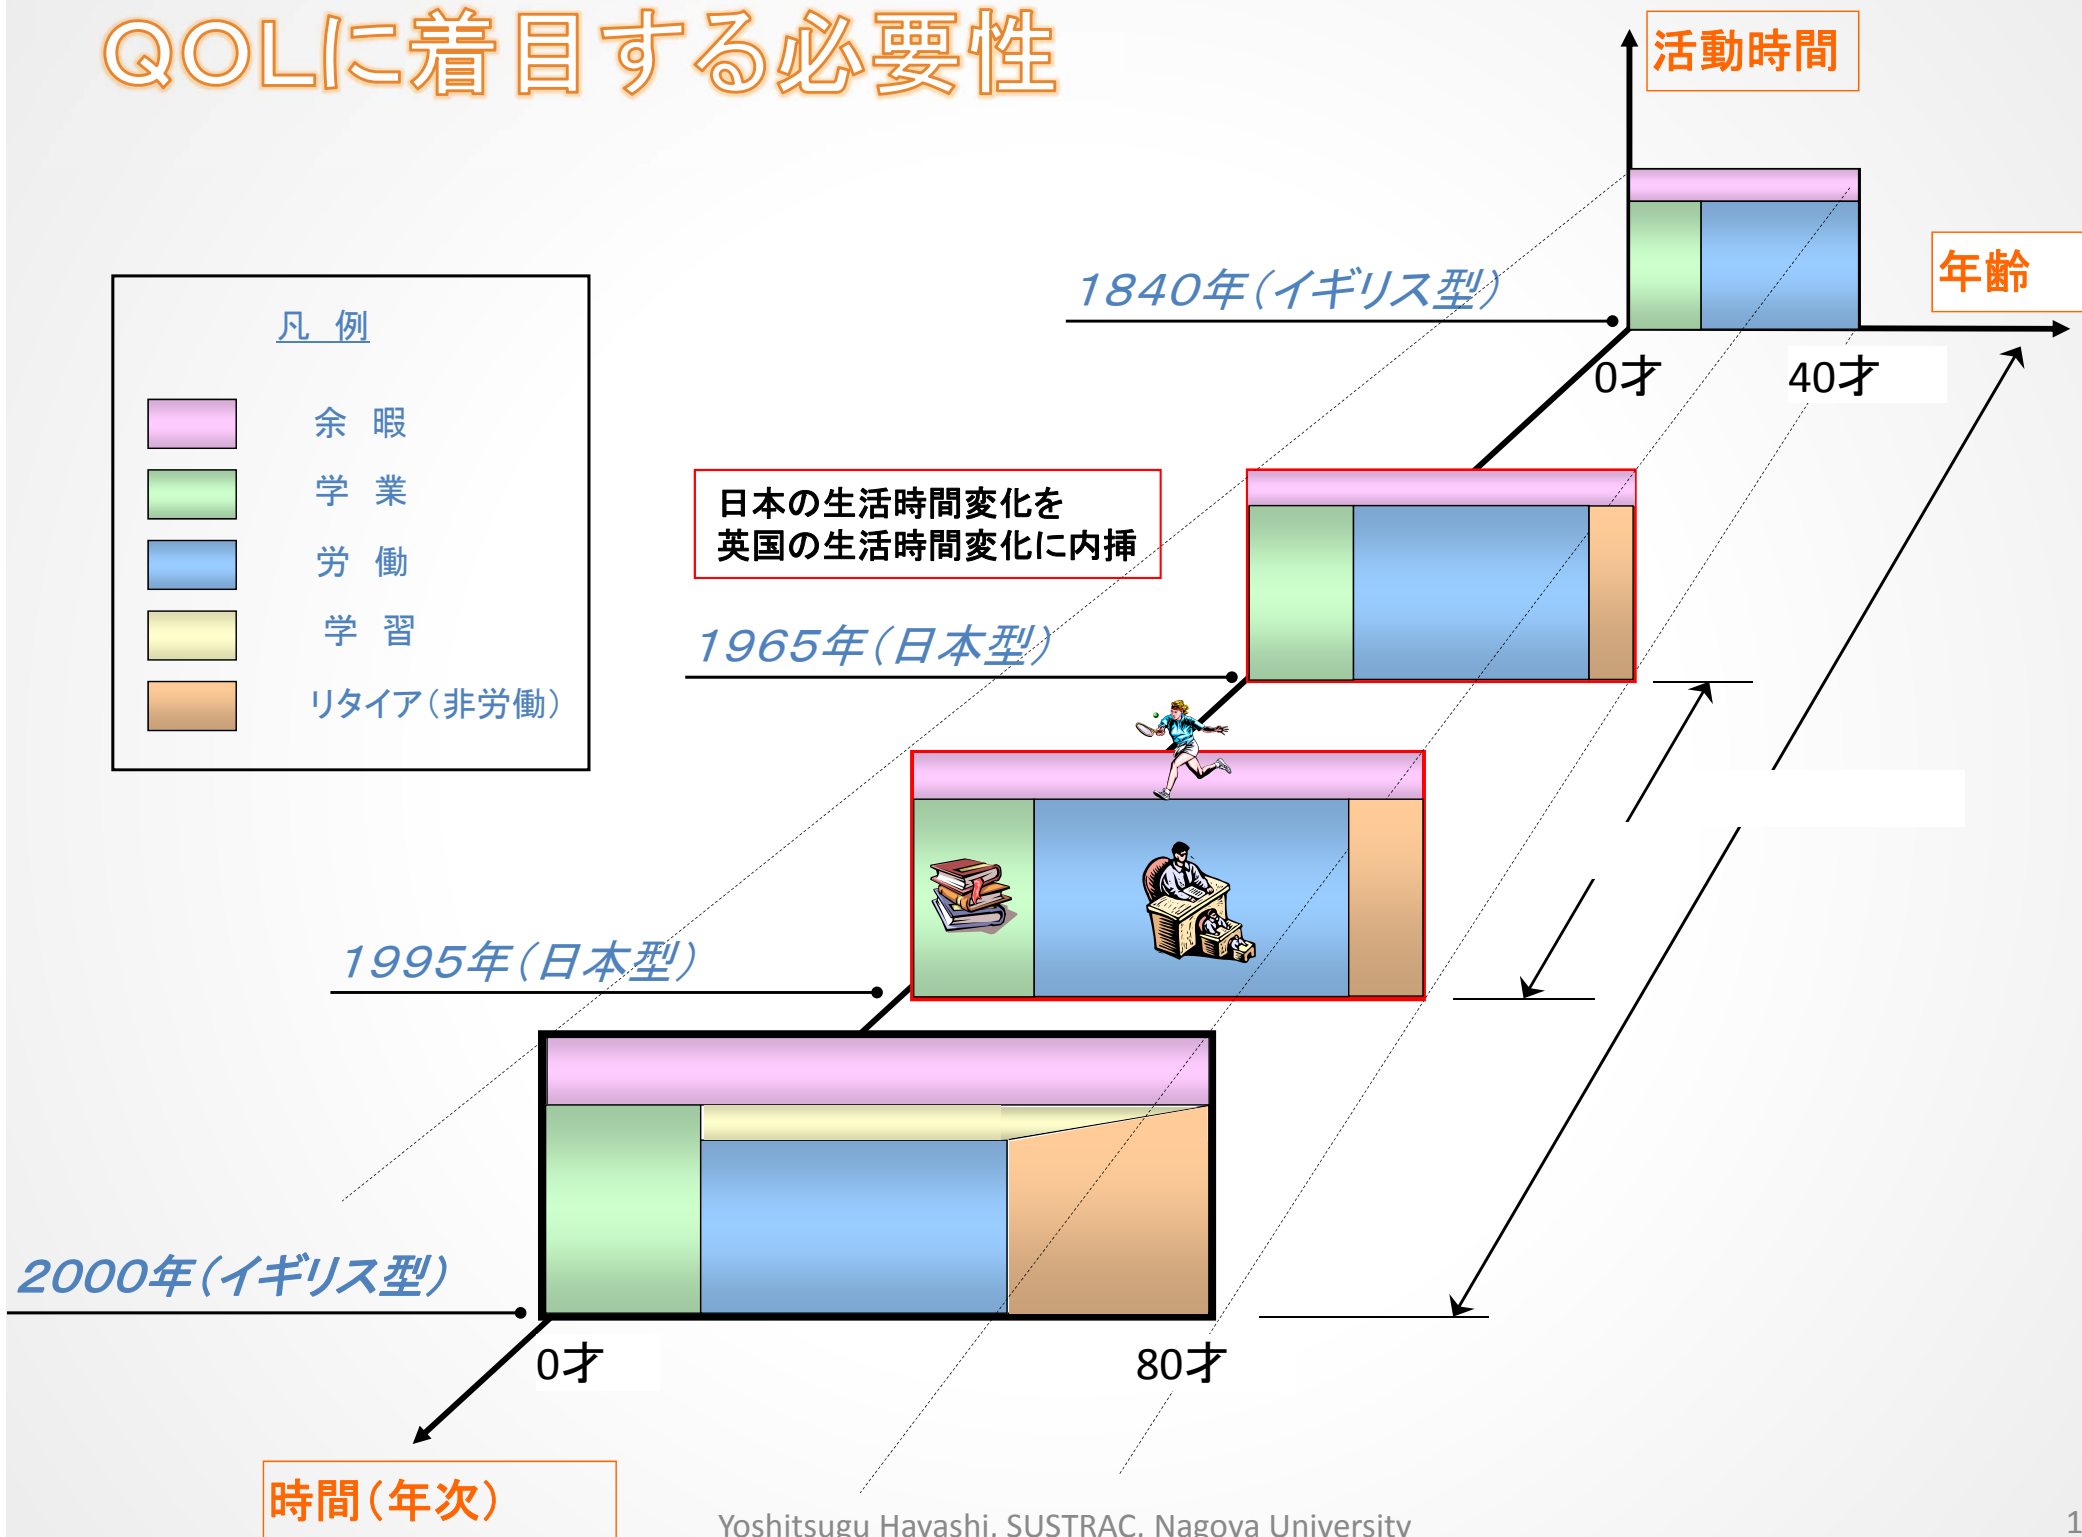 QOLに着目する必要性
活動時間
年齢
1840年(イギリス型)
0才
40才
凡 例
余 暇
学 業
労 働
学 習
リタイア(非労働)
日本の生活時間変化を
英国の生活時間変化に内挿
1965年(日本型)
1995年(日本型)
2000年(イギリス型)
0才
80才
時間(年次)
Yoshitsugu Hayashi, SUSTRAC, Nagoya University
1